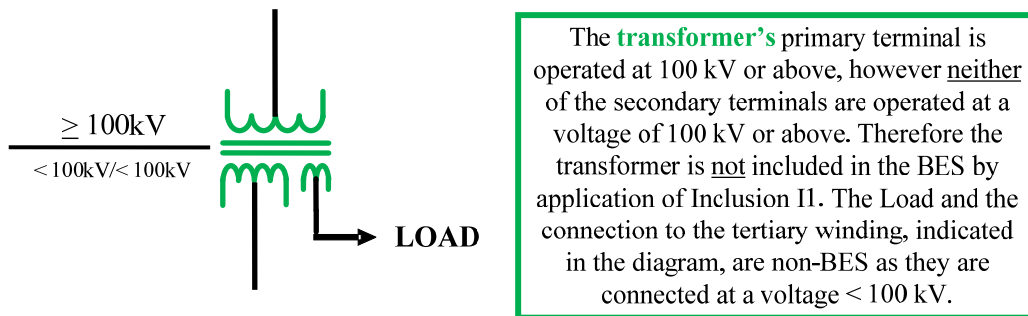 ≥ 100kV
< 100kV/< 100kV
LOAD
The transformer's primary terminal is
operated at 100 kV or above, however neither
of the secondary terminals are operated at a
voltage of 100 kV or above. Therefore the
transformer is not included in the BES by
application of Inclusion I1. The Load and the
connection to the tertiary winding, indicated
in the diagram, are non-BES as they are
connected at a voltage < 100 kV.